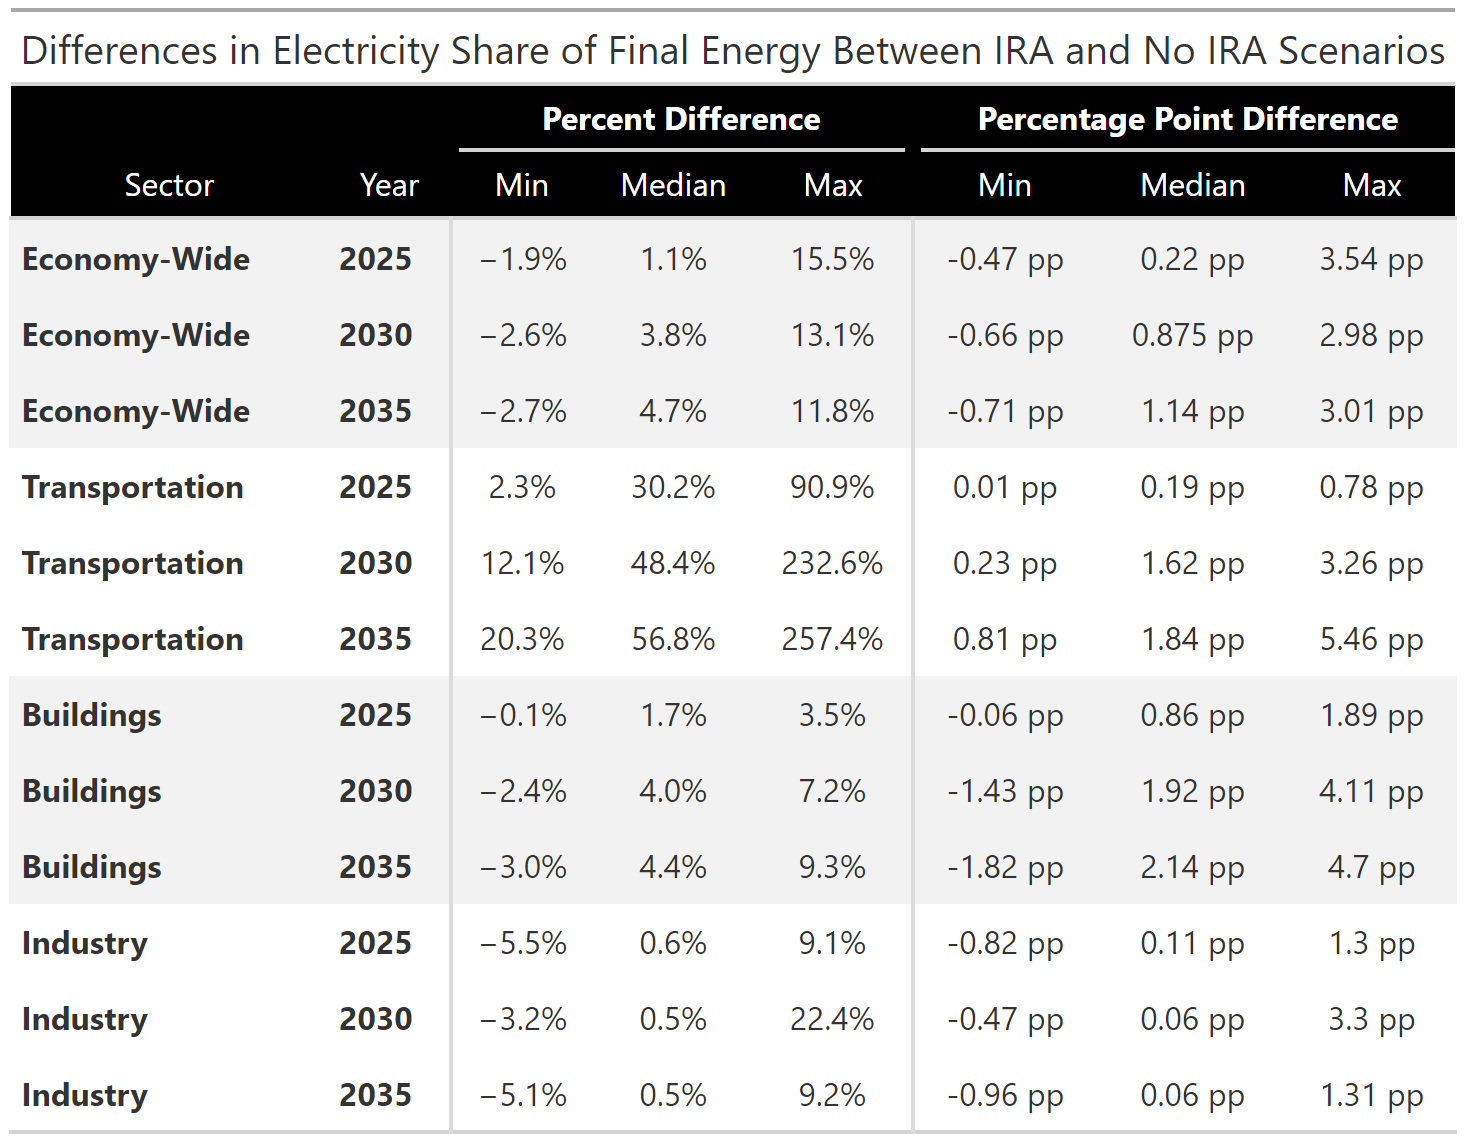 Differences in Electricity Share of Final Energy Between IRA and No IRA Scenarios
Percent Difference Percentage Point Difference
Sector Year Min Median Max Min Median Max
Economy-Wide 2025 −1.9% 1.1% 15.5% -0.47 pp 0.22 pp 3.54 pp
Economy-Wide 2030 −2.6% 3.8% 13.1% -0.66 pp 0.875 pp 2.98 pp
Economy-Wide 2035 −2.7% 4.7% 11.8% -0.71 pp 1.14 pp 3.01 pp
Transportation 2025 2.3% 30.2% 90.9% 0.01 pp 0.19 pp 0.78 pp
Transportation 2030 12.1% 48.4% 232.6% 0.23 pp 1.62 pp 3.26 pp
Transportation 2035 20.3% 56.8% 257.4% 0.81 pp 1.84 pp 5.46 pp
Buildings 2025 −0.1% 1.7% 3.5% -0.06 pp 0.86 pp 1.89 pp
Buildings 2030 −2.4% 4.0% 7.2% -1.43 pp 1.92 pp 4.11 pp
Buildings 2035 −3.0% 4.4% 9.3% -1.82 pp 2.14 pp 4.7 pp
Industry 2025 −5.5% 0.6% 9.1% -0.82 pp 0.11 pp 1.3 pp
Industry 2030 −3.2% 0.5% 22.4% -0.47 pp 0.06 pp 3.3 pp
Industry 2035 −5.1% 0.5% 9.2% -0.96 pp 0.06 pp 1.31 pp